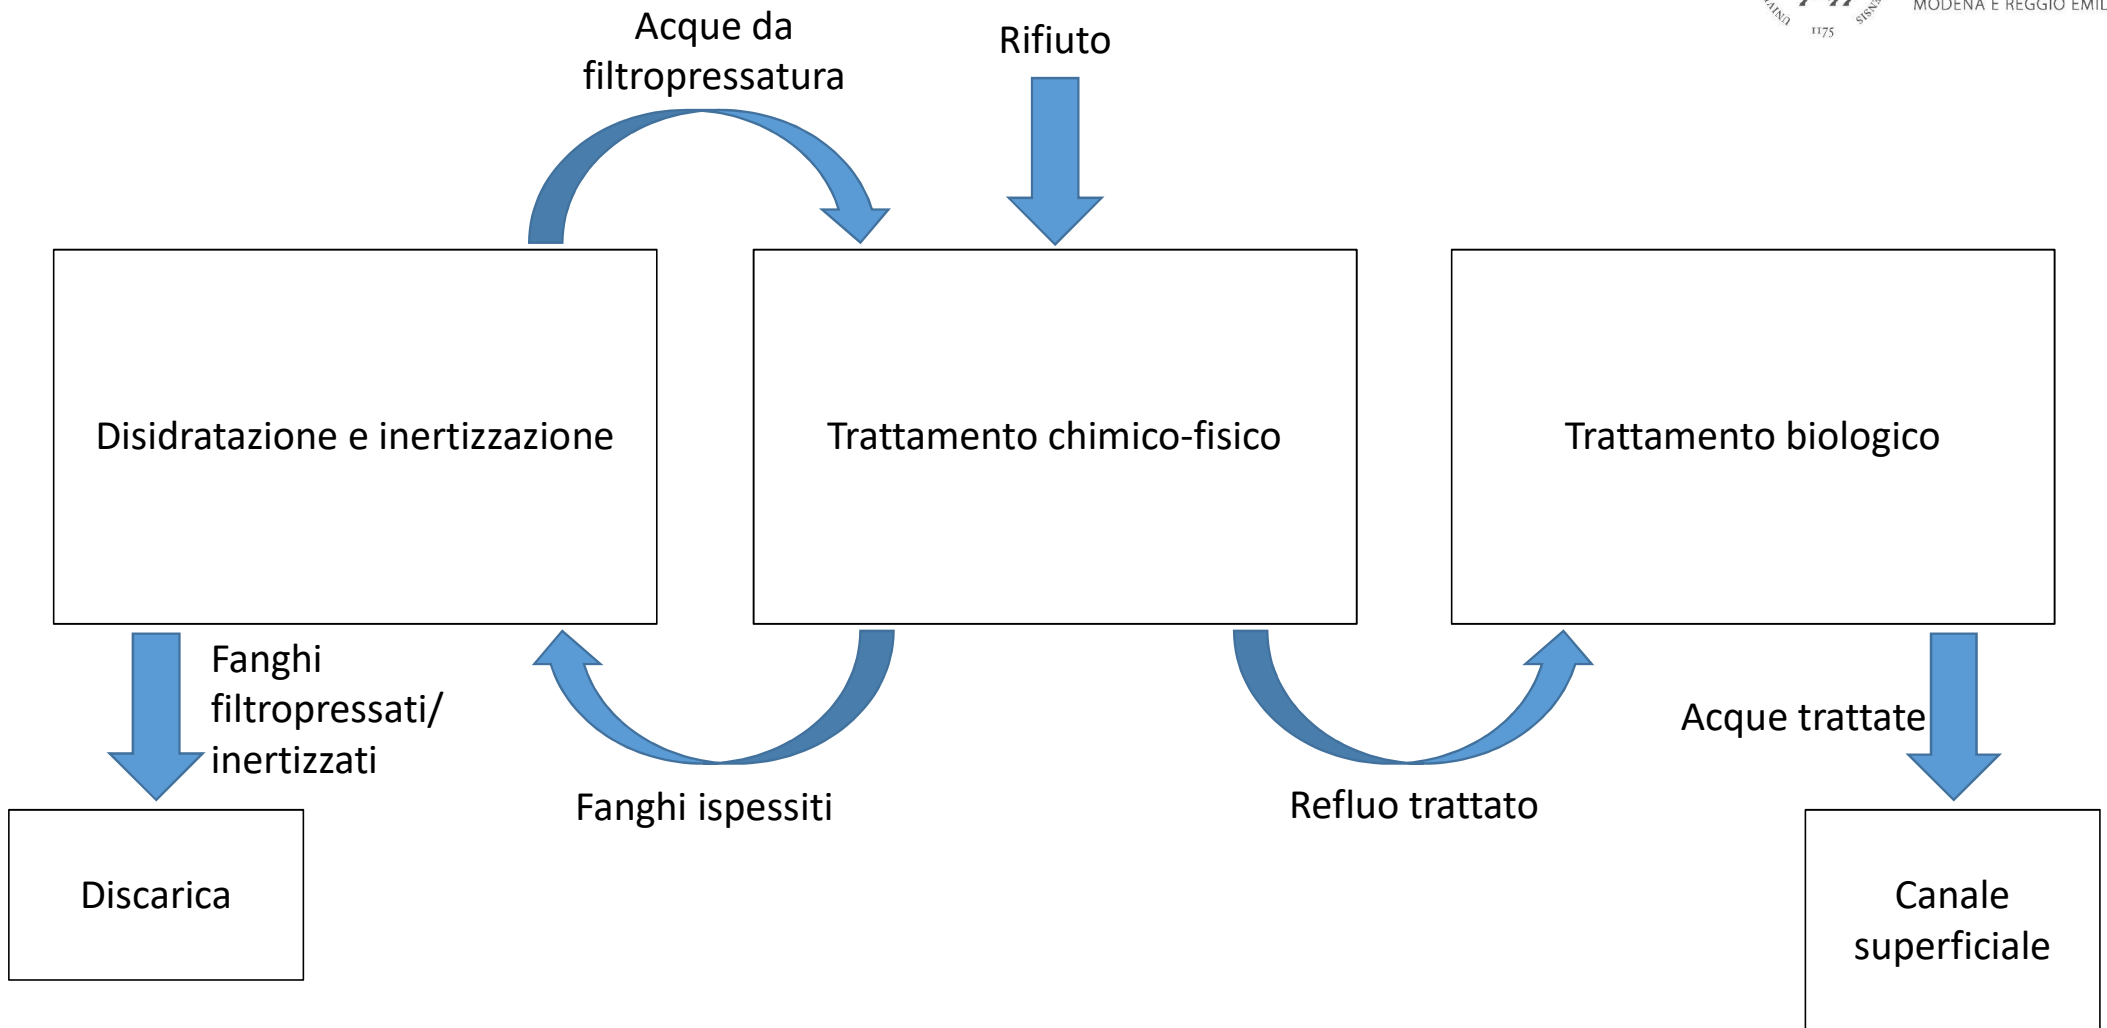 MODENA E REGGIO EMIL
1175
Acque da
filtropressatura
Rifiuto
Disidratazione e inertizzazione
Trattamento chimico-fisico
Trattamento biologico
Fanghi
filtropressati/
inertizzati
Acque trattate
Fanghi ispessiti
Refluo trattato
Discarica
Canale
superficiale